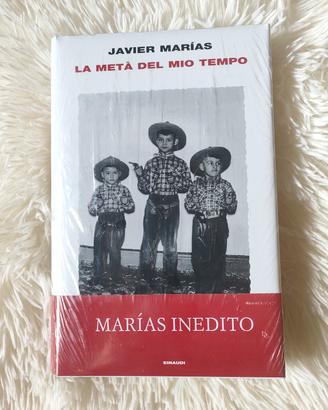 JAVIER MARÍAS
LA METÀ DEL MIO TEMPO
MARÍAS INEDITO
EINAUDI